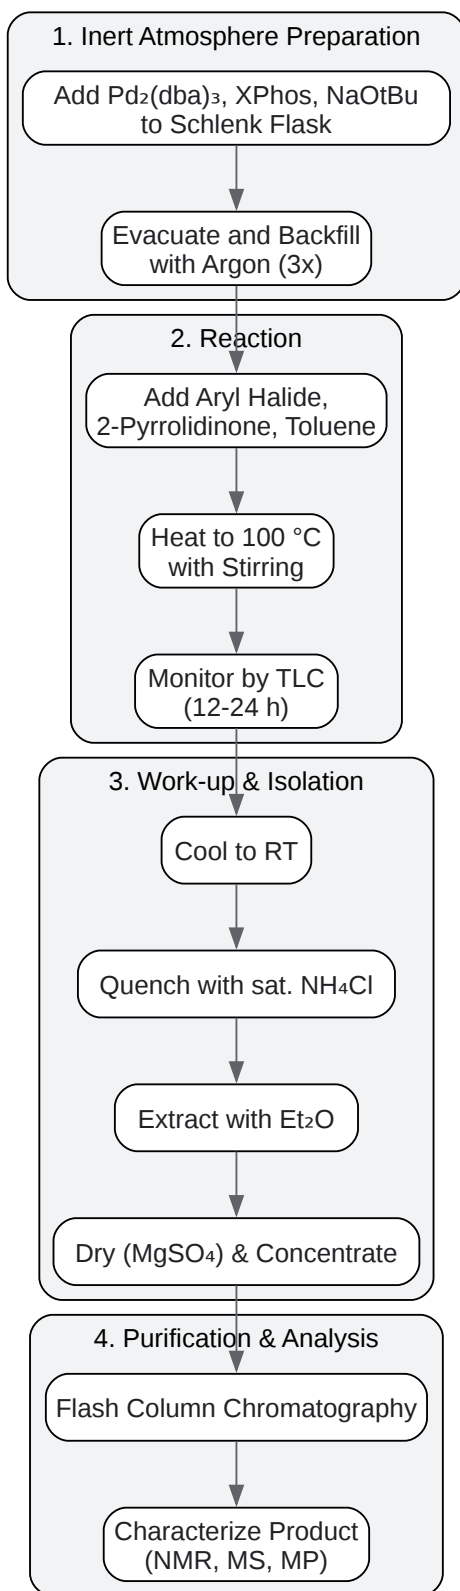 1. Inert Atmosphere Preparation
Add Pd₂(dba)₃, XPhos, NaOtBu
to Schlenk Flask
Evacuate and Backfill
with Argon (3x)
2. Reaction
Add Aryl Halide,
2-Pyrrolidinone, Toluene
Heat to 100 °C
with Stirring
Monitor by TLC
(12-24 h)
3. Work-up & Isolation
Cool to RT
Quench with sat. NH₄Cl
Extract with Et₂O
Dry (MgSO₄) & Concentrate
4. Purification & Analysis
Flash Column Chromatography
Characterize Product
(NMR, MS, MP)